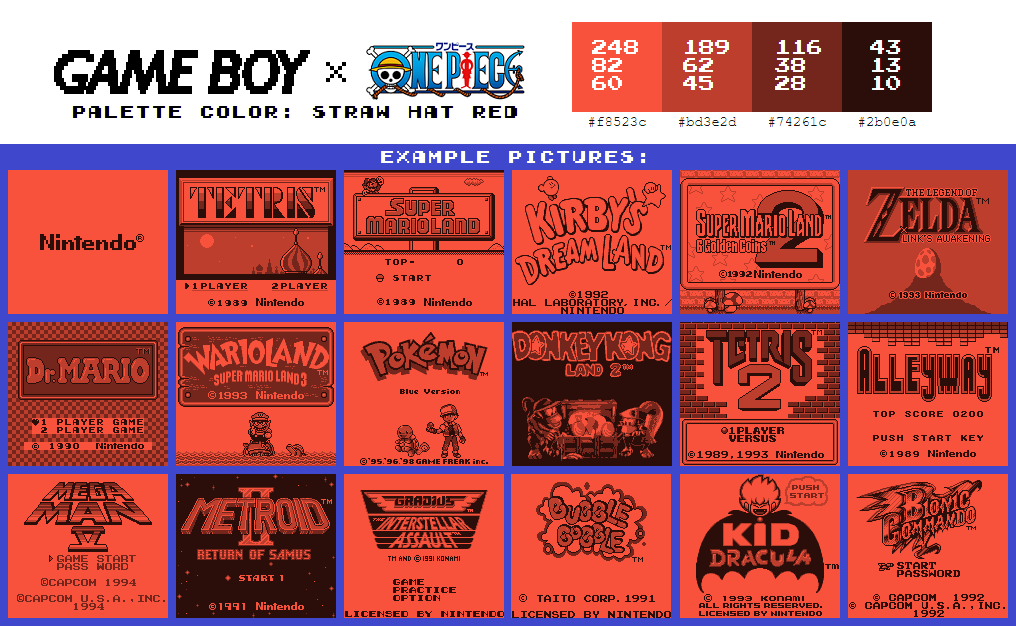 GAME BOY × ワンピース ONE PIECE
PALETTE COLOR: STRAW HAT RED
248 189 116 43
82 62 38 13
60 45 28 10
#f8523c #bd3e2d #74261c #2b0e0a
EXAMPLE PICTURES:
Nintendo®
TETRIS™
1PLAYER 2PLAYER
©1989 Nintendo
SUPER
MARIOLAND
TOP- 0
START
©1989 Nintendo
KIRBY'S
DREAM LAND™
©1992
HAL LABORATORY, INC. /
NINTENDO
SUPER MARIO LAND™
2
6 Golden Coins™
©1992 Nintendo
THE LEGEND OF
ZELDA™
LINK'S AWAKENING
© 1993 Nintendo
DR. MARIO™
♥1 PLAYER GAME
2 PLAYER GAME
© 1990 Nintendo
WARIOLAND
SUPER MARIO LAND 3™
©1993 Nintendo
POKéMON™
Blue Version
©'95,'96,'98 GAME FREAK inc.
DONKEY KONG
LAND 2™
TETRIS™
2
1PLAYER
VERSUS
©1989,1993 Nintendo
ALLEYWAY™
TOP SCORE 0200
PUSH START KEY
©1989 Nintendo
MEGA
MAN
IV
GAME START
PASS WORD
©CAPCOM 1994
©CAPCOM U.S.A.,INC.
1994
METROID™
II
RETURN OF SAMUS
START 1
©1991 Nintendo
GRADIUS
THE INTERSTELLAR
ASSAULT™
TM AND ©1991 KONAMI
GAME
PRACTICE
OPTION
LICENSED BY NINTENDO
BUBBLE
BOBBLE™
© TAITO CORP. 1991
LICENSED BY NINTENDO
PUSH
START
KID
DRACULA™
© 1993 KONAMI
ALL RIGHTS RESERVED.
LICENSED BY NINTENDO
BIONIC
COMMANDO™
START
PASSWORD
© CAPCOM 1992
© CAPCOM U.S.A.,INC.
1992